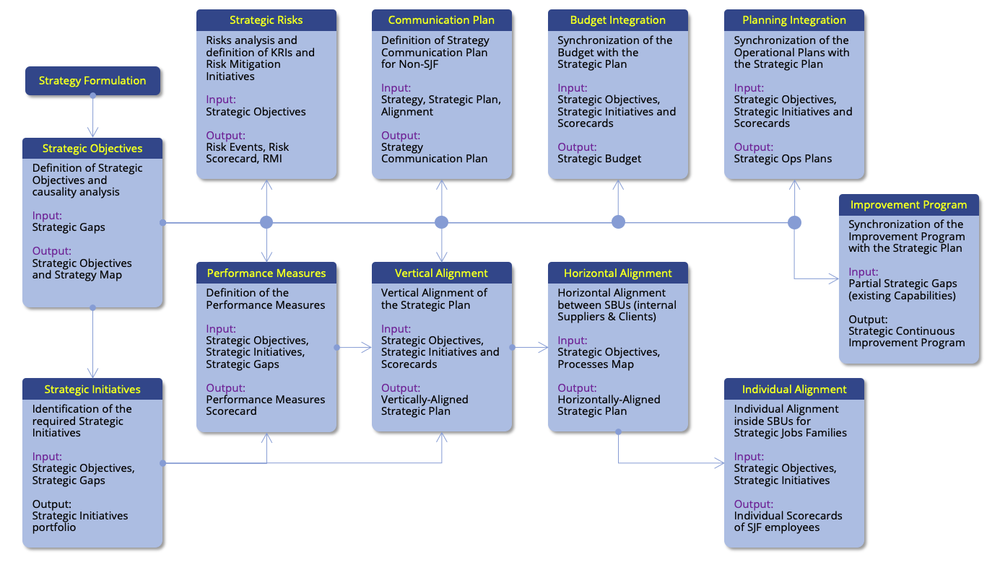 Strategy Formulation
Strategic Objectives
Definition of Strategic
Objectives and
causality analysis
Input:
Strategic Gaps
Output:
Strategic Objectives
and Strategy Map
Strategic Initiatives
Identification of the
required Strategic
Initiatives
Input:
Strategic Objectives,
Strategic Gaps
Output:
Strategic Initiatives
portfolio
Strategic Risks
Risks analysis and
definition of KRIs and
Risk Mitigation
Initiatives
Input:
Strategic Objectives
Output:
Risk Events, Risk
Scorecard, RMI
Communication Plan
Definition of Strategy
Communication Plan
for Non-SJF
Input:
Strategy, Strategic Plan,
Alignment
Output:
Strategy
Communication Plan
Budget Integration
Synchronization of the
Budget with the
Strategic Plan
Input:
Strategic Objectives,
Strategic Initiatives and
Scorecards
Output:
Strategic Budget
Planning Integration
Synchronization of the
Operational Plans with
the Strategic Plan
Input:
Strategic Objectives,
Strategic Initiatives and
Scorecards
Output:
Strategic Ops Plans
Performance Measures
Definition of the
Performance Measures
Input:
Strategic Objectives,
Strategic Initiatives,
Strategic Gaps
Output:
Performance Measures
Scorecard
Vertical Alignment
Vertical Alignment of
the Strategic Plan
Input:
Strategic Objectives,
Strategic Initiatives and
Scorecards
Output:
Vertically-Aligned
Strategic Plan
Horizontal Alignment
Horizontal Alignment
between SBUs (internal
Suppliers & Clients)
Input:
Strategic Objectives,
Processes Map
Output:
Horizontally-Aligned
Strategic Plan
Improvement Program
Synchronization of the
Improvement Program
with the Strategic Plan
Input:
Partial Strategic Gaps
(existing Capabilities)
Output:
Strategic Continuous
Improvement Program
Individual Alignment
Individual Alignment
inside SBUs for
Strategic Jobs Families
Input:
Strategic Objectives,
Strategic Initiatives
Output:
Individual Scorecards
of SJF employees